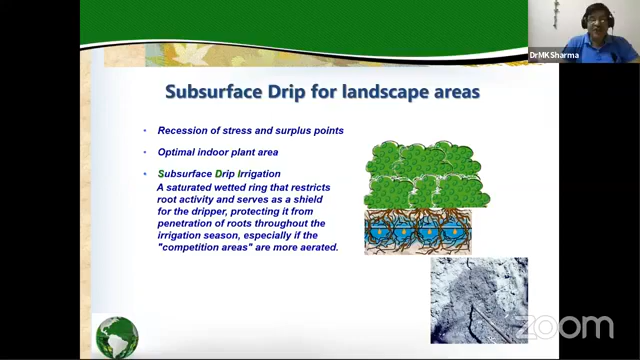 DrMK Sharma
Subsurface Drip for landscape areas
• Recession of stress and surplus points
• Optimal indoor plant area
• Subsurface Drip Irrigation
A saturated wetted ring that restricts
root activity and serves as a shield
for the dripper, protecting it from
penetration of roots throughout the
irrigation season, especially if the
"competition areas" are more aerated.
zoom